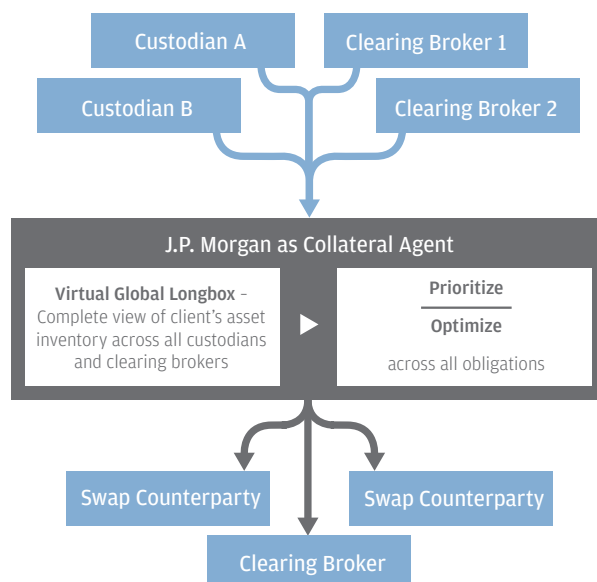 Custodian A
Clearing Broker 1
Custodian B
Clearing Broker 2
J.P. Morgan as Collateral Agent
Virtual Global Longbox –
Complete view of client's asset
inventory across all custodians
and clearing brokers
Prioritize
Optimize
across all obligations
Swap Counterparty
Swap Counterparty
Clearing Broker